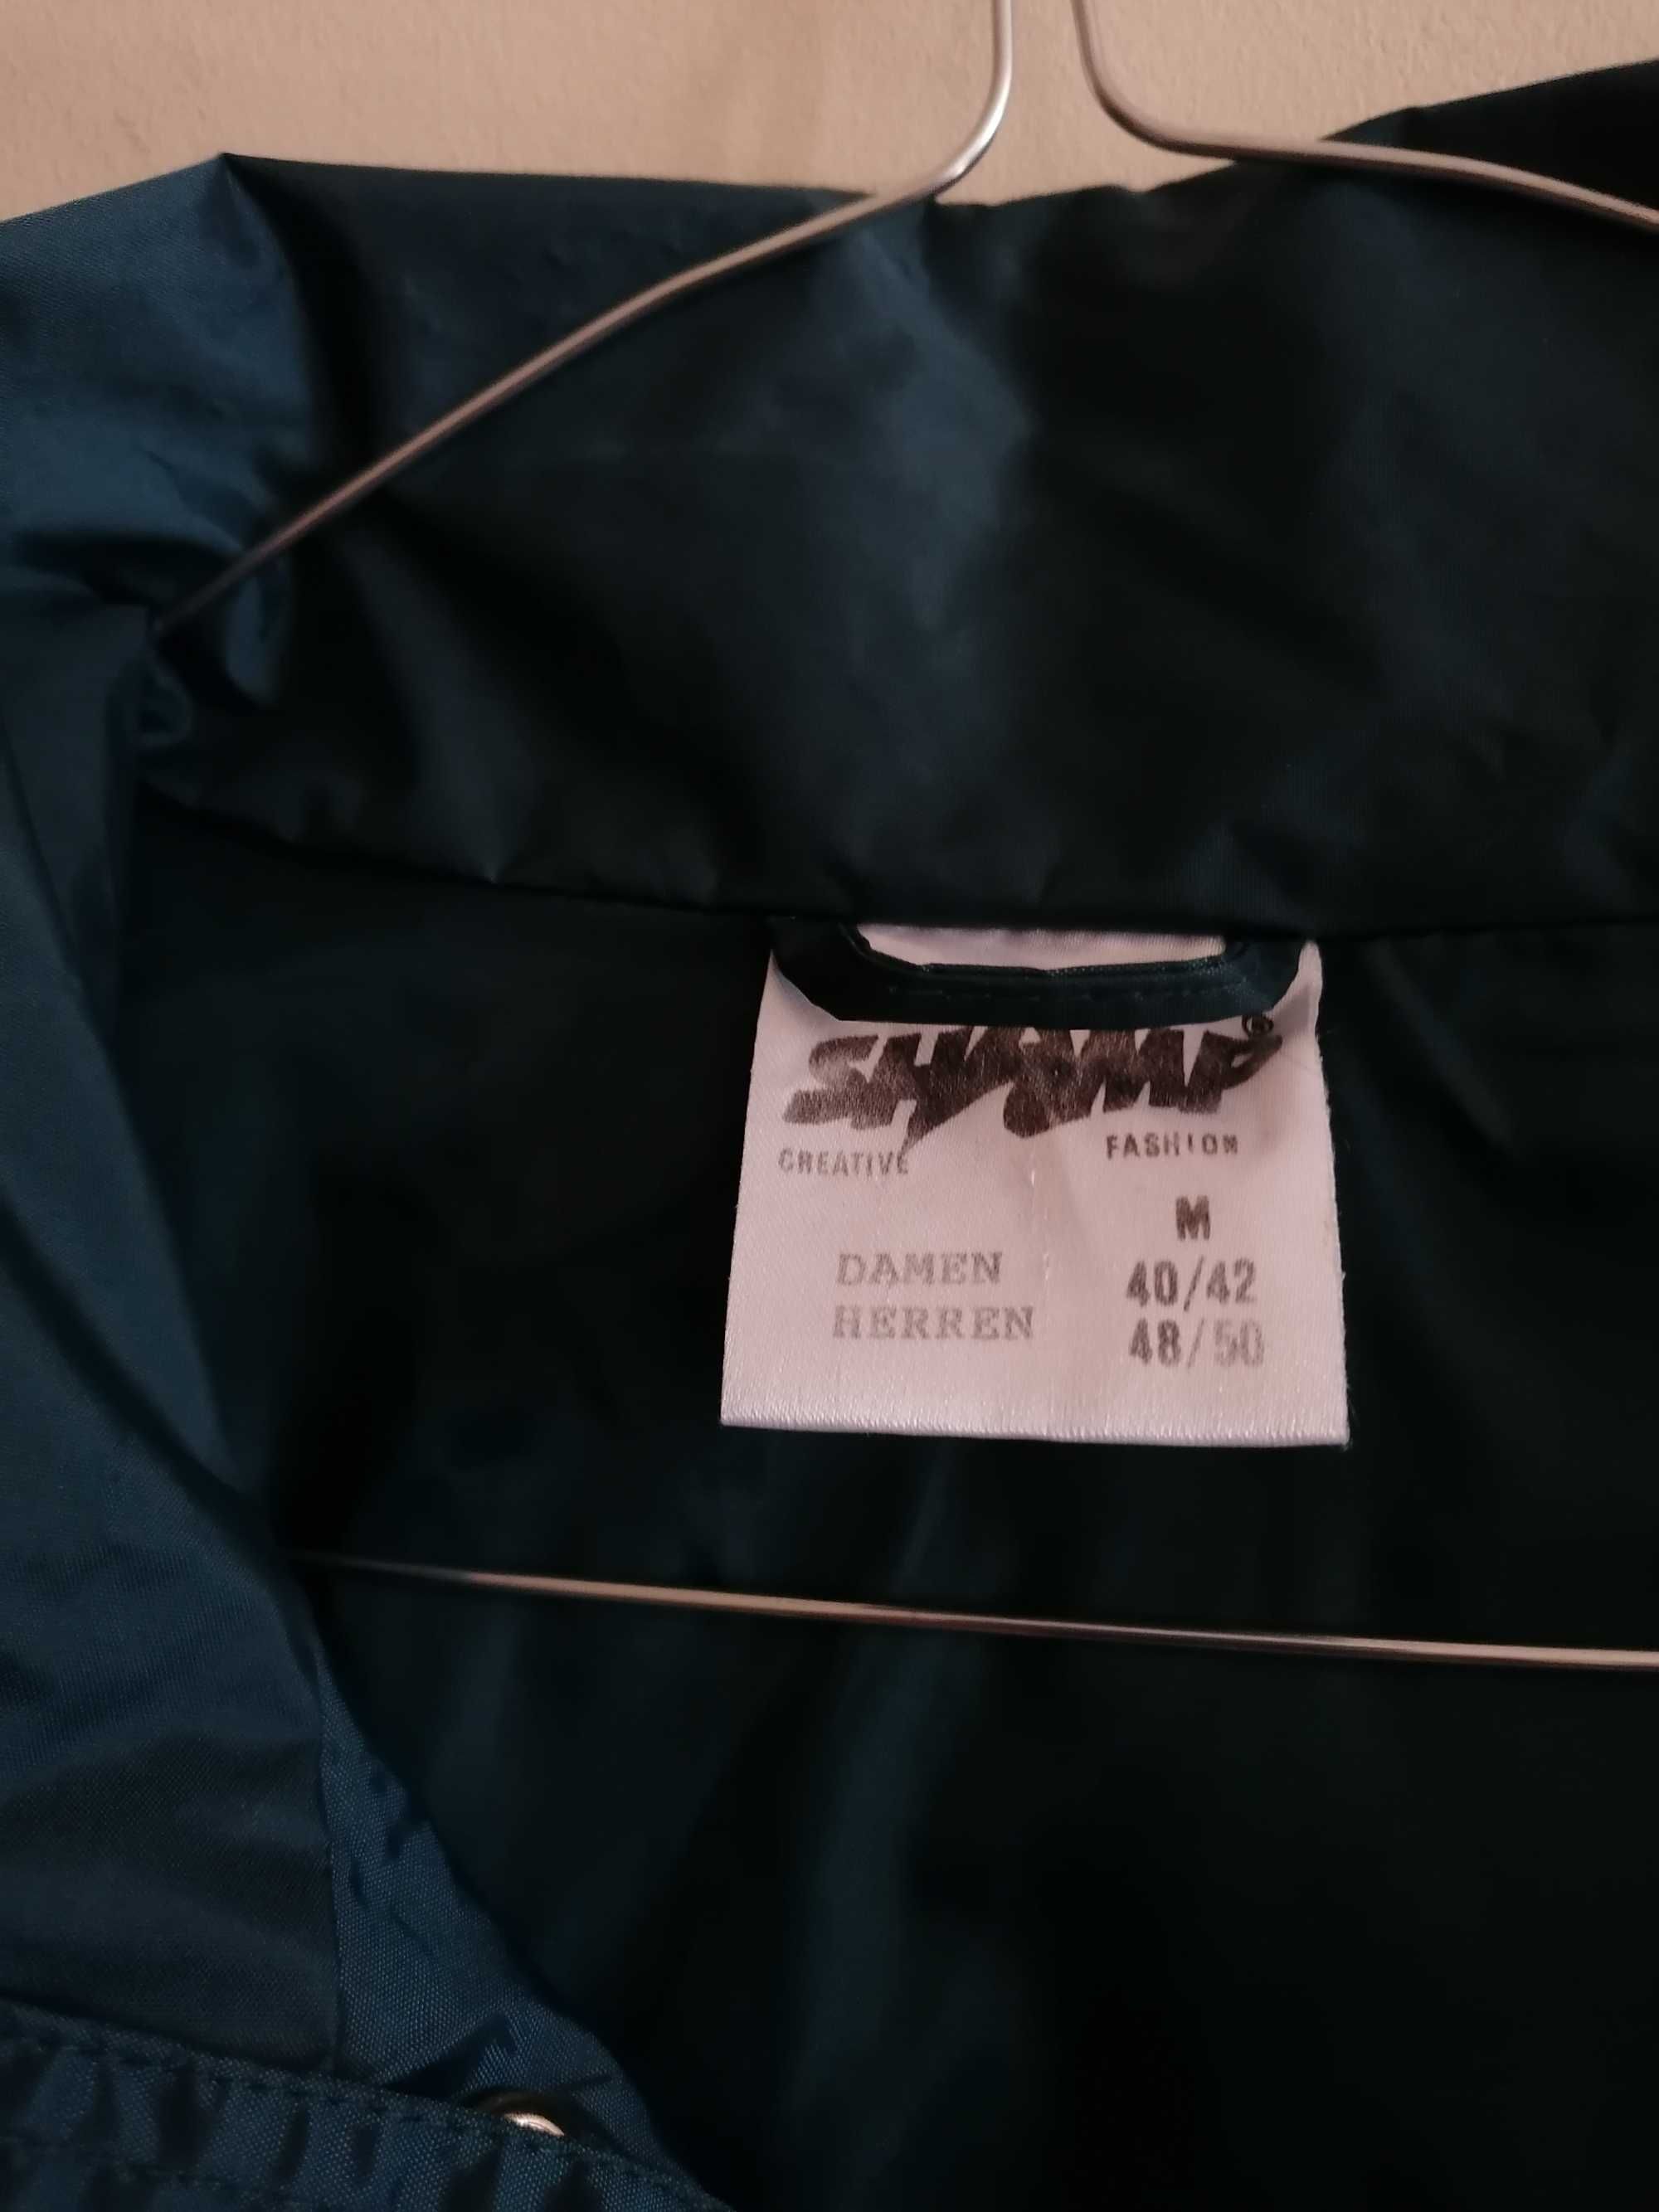 SHAMP®
CREATIVE FASHION
M
DAMEN 40/42
HERREN 48/50